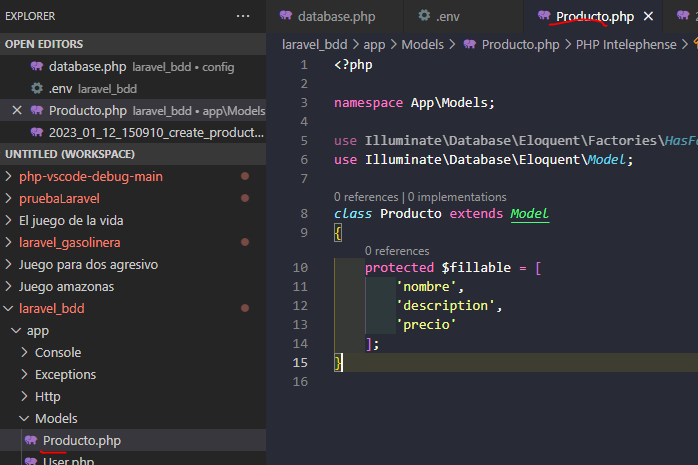 EXPLORER ...
database.php .env Producto.php
OPEN EDITORS
database.php laravel_bdd • config
.env laravel_bdd
Producto.php laravel_bdd • app\Models
2023_01_12_150910_create_product...
UNTITLED (WORKSPACE)
php-vscode-debug-main
pruebaLaravel
El juego de la vida
laravel_gasolinera
Juego para dos agresivo
Juego amazonas
laravel_bdd
app
Console
Exceptions
Http
Models
Producto.php
User.php
laravel_bdd > app > Models > Producto.php > PHP Intelephense >
1 <?php
2
3 namespace App\Models;
4
5 use Illuminate\Database\Eloquent\Factories\HasFa
6 use Illuminate\Database\Eloquent\Model;
7
0 references | 0 implementations
8 class Producto extends Model
9 {
0 references
10 protected $fillable = [
11 'nombre',
12 'description',
13 'precio'
14 ];
15 }
16